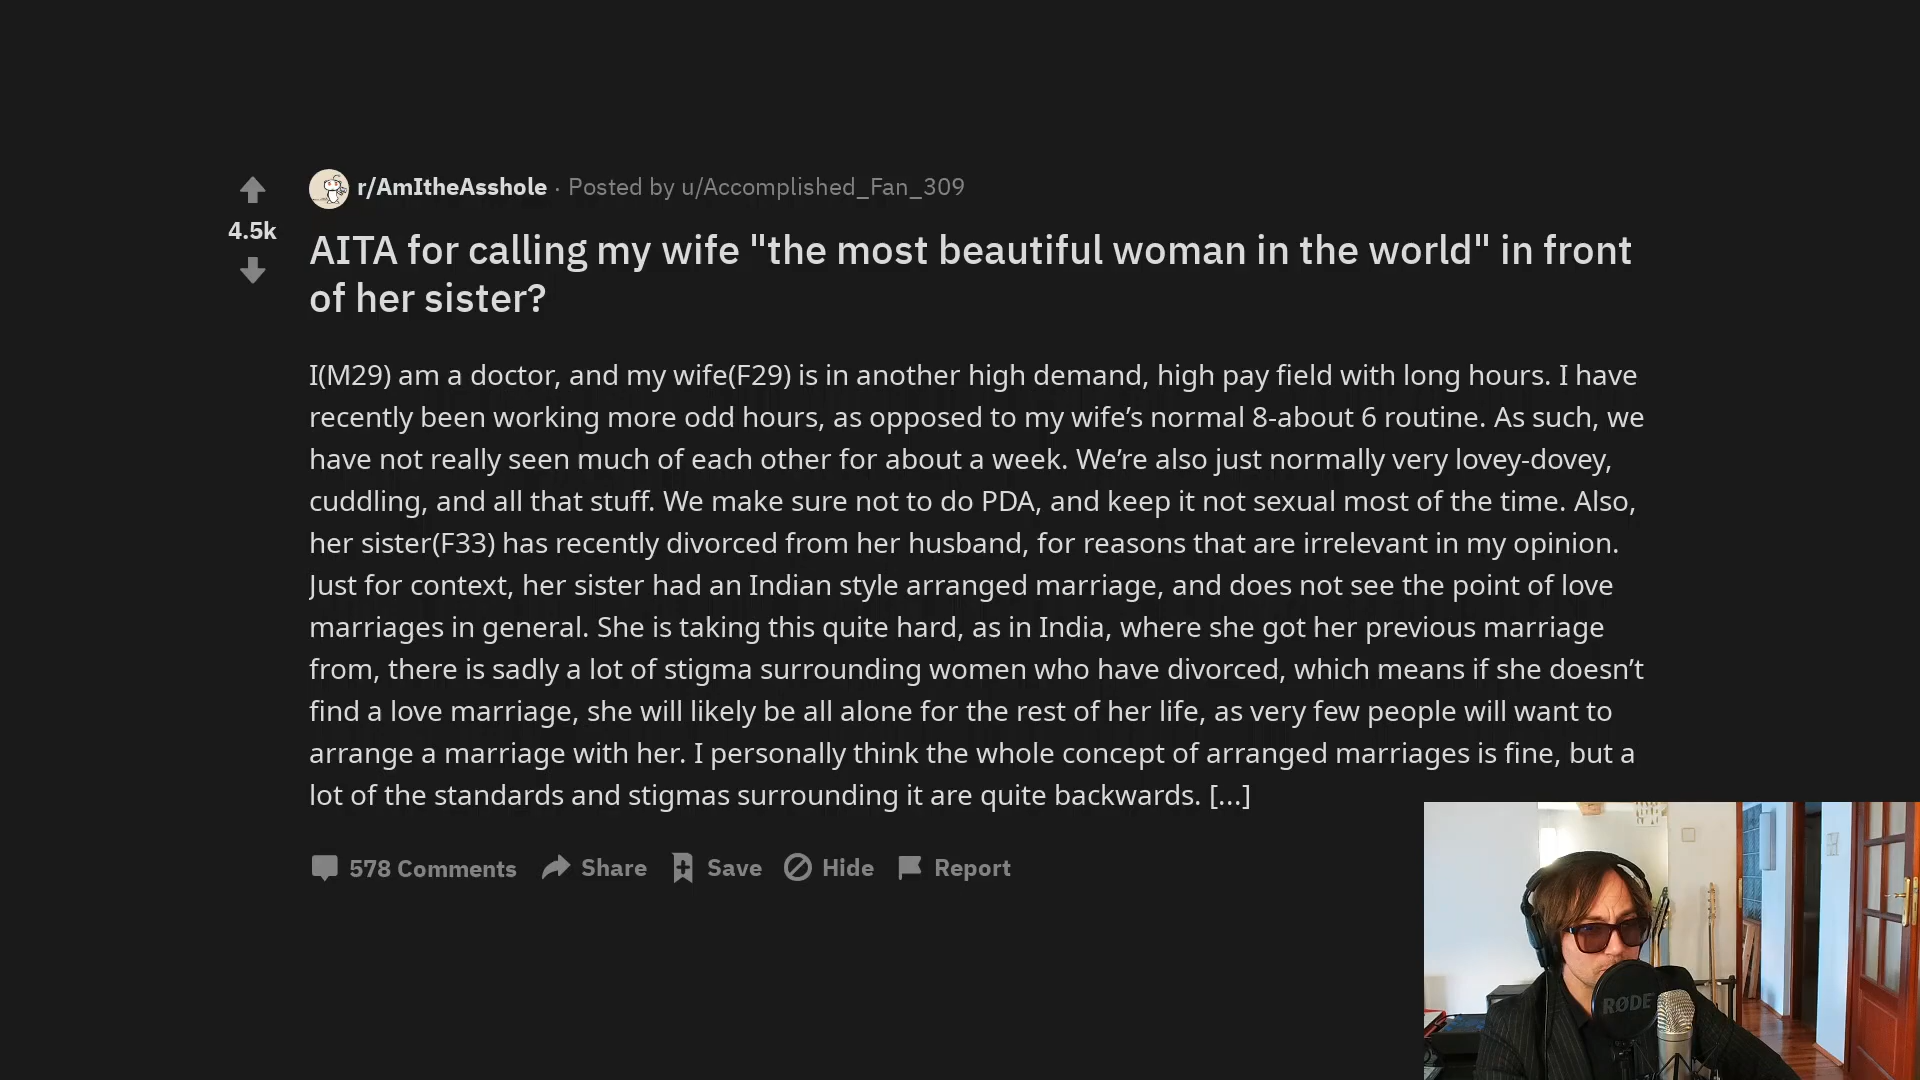 r/AmItheAsshole · Posted by u/Accomplished_Fan_309
4.5k
AITA for calling my wife "the most beautiful woman in the world" in front
of her sister?
I(M29) am a doctor, and my wife(F29) is in another high demand, high pay field with long hours. I have
recently been working more odd hours, as opposed to my wife’s normal 8-about 6 routine. As such, we
have not really seen much of each other for about a week. We’re also just normally very lovey-dovey,
cuddling, and all that stuff. We make sure not to do PDA, and keep it not sexual most of the time. Also,
her sister(F33) has recently divorced from her husband, for reasons that are irrelevant in my opinion.
Just for context, her sister had an Indian style arranged marriage, and does not see the point of love
marriages in general. She is taking this quite hard, as in India, where she got her previous marriage
from, there is sadly a lot of stigma surrounding women who have divorced, which means if she doesn’t
find a love marriage, she will likely be all alone for the rest of her life, as very few people will want to
arrange a marriage with her. I personally think the whole concept of arranged marriages is fine, but a
lot of the standards and stigmas surrounding it are quite backwards. [...]
578 Comments Share Save Hide Report
RØDE